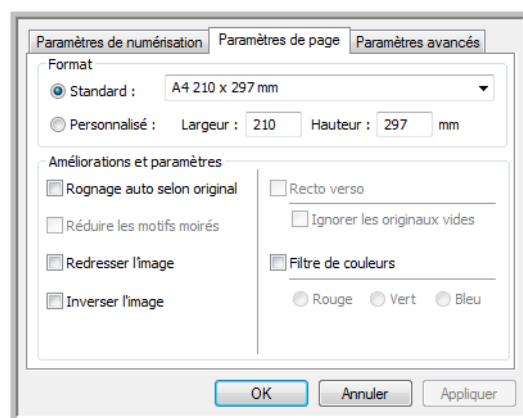 Paramètres de numérisation Paramètres de page Paramètres avancés
Format
Standard : A4 210 x 297 mm
Personnalisé : Largeur : 210 Hauteur : 297 mm
Améliorations et paramètres
Rognage auto selon original
Réduire les motifs moirés
Redresser l'image
Inverser l'image
Recto verso
Ignorer les originaux vides
Filtre de couleurs
Rouge Vert Bleu
OK Annuler Appliquer